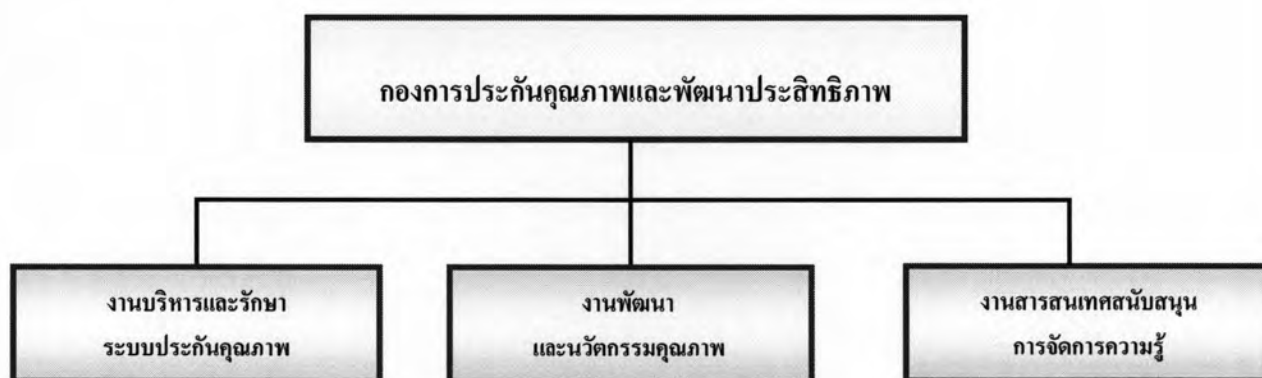 กองการประกันคุณภาพและพัฒนาประสิทธิภาพ
งานบริหารและรักษา
ระบบประกันคุณภาพ
งานพัฒนา
และนวัตกรรมคุณภาพ
งานสารสนเทศสนับสนุน
การจัดการความรู้